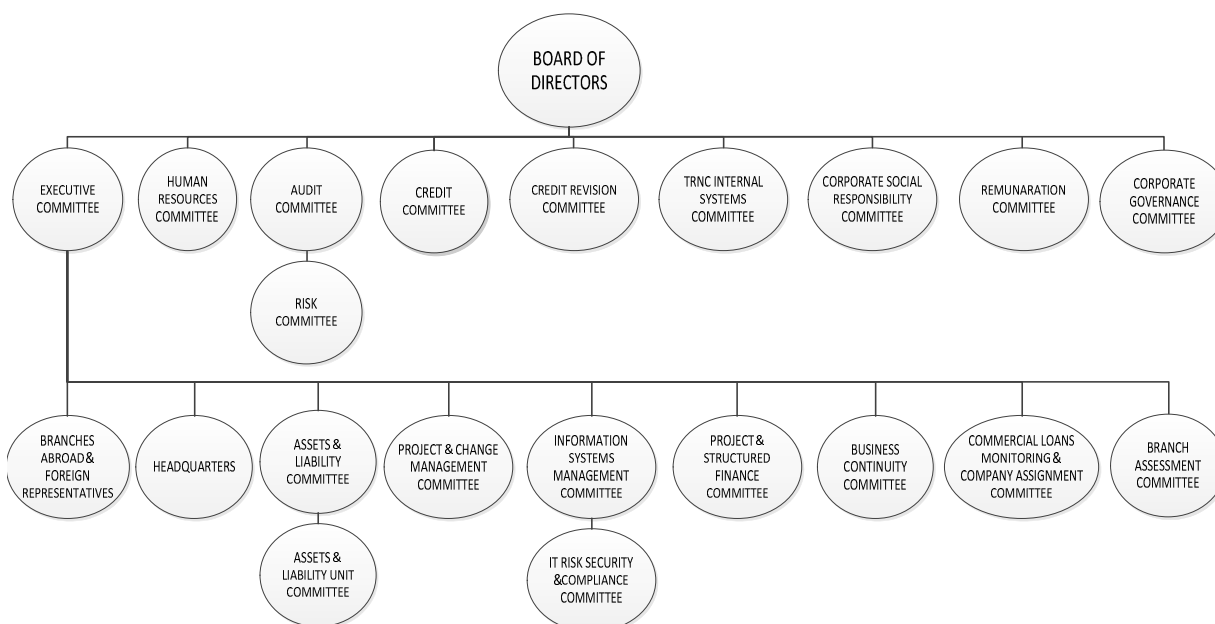 BOARD OF
DIRECTORS
EXECUTIVE
COMMITTEE
HUMAN
RESOURCES
COMMITTEE
AUDIT
COMMITTEE
CREDIT
COMMITTEE
CREDIT REVISION
COMMITTEE
TRNC INTERNAL
SYSTEMS
COMMITTEE
CORPORATE SOCIAL
RESPONSIBILITY
COMMITTEE
REMUNARATION
COMMITTEE
CORPORATE
GOVERNANCE
COMMITTEE
RISK
COMMITTEE
BRANCHES
ABROAD &
FOREIGN
REPRESENTATIVES
HEADQUARTERS
ASSETS &
LIABILITY
COMMITTEE
PROJECT & CHANGE
MANAGEMENT
COMMITTEE
INFORMATION
SYSTEMS
MANAGEMENT
COMMITTEE
PROJECT &
STRUCTURED
FINANCE
COMMITTEE
BUSINESS
CONTINUITY
COMMITTEE
COMMERCIAL LOANS
MONITORING &
COMPANY ASSIGNMENT
COMMITTEE
BRANCH
ASSESSMENT
COMMITTEE
ASSETS &
LIABILITY UNIT
COMMITTEE
IT RISK SECURITY
&COMPLIANCE
COMMITTEE